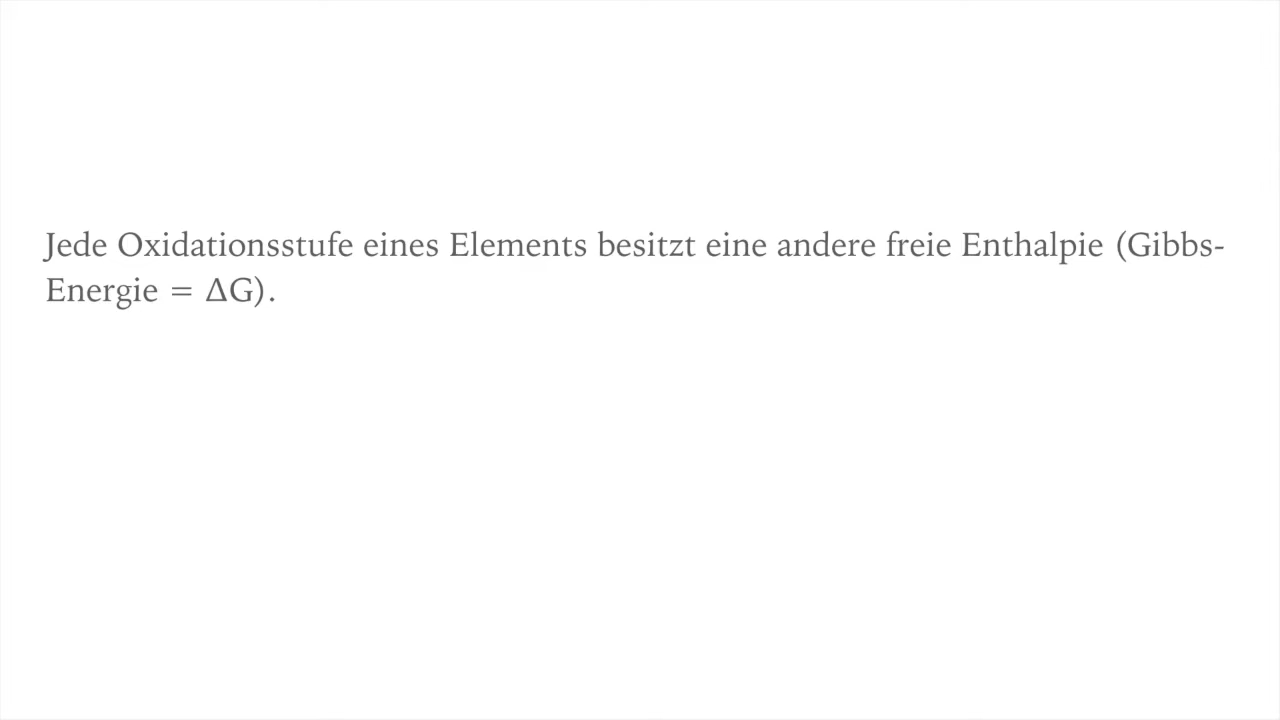 Jede Oxidationsstufe eines Elements besitzt eine andere freie Enthalpie (Gibbs-
Energie = ΔG).